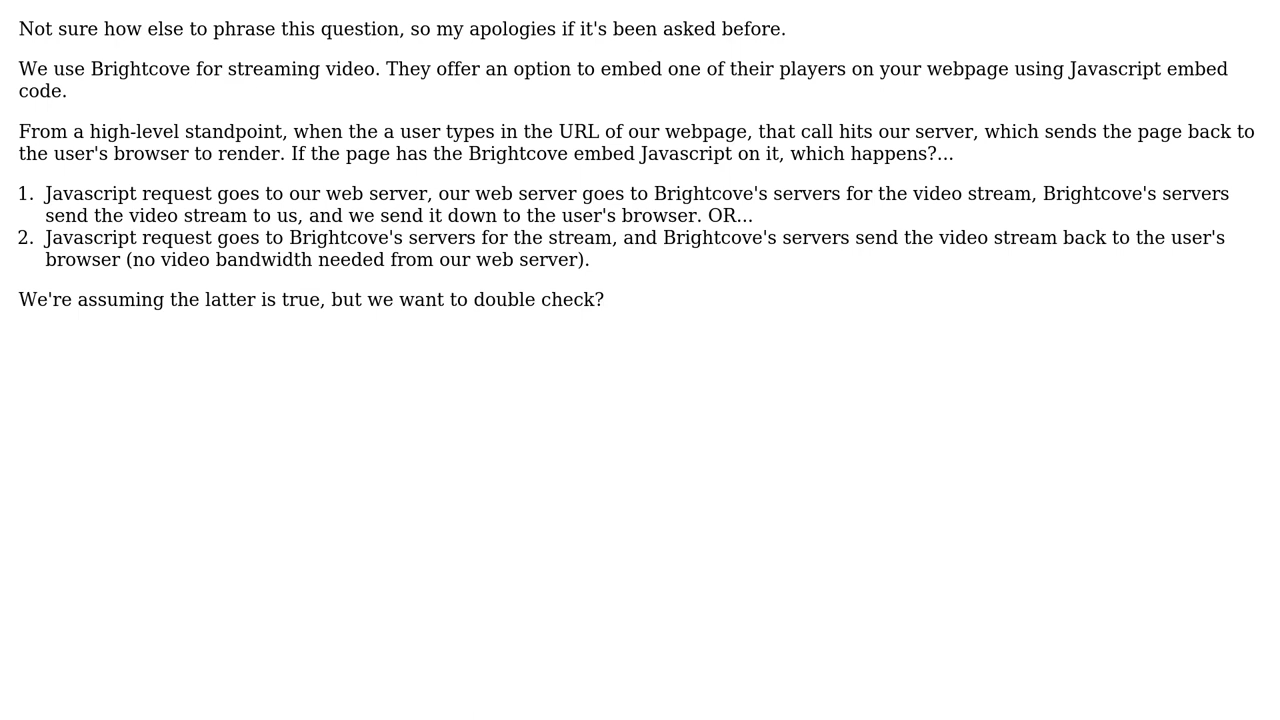 Not sure how else to phrase this question, so my apologies if it's been asked before.
We use Brightcove for streaming video. They offer an option to embed one of their players on your webpage using Javascript embed
code.
From a high-level standpoint, when the a user types in the URL of our webpage, that call hits our server, which sends the page back to
the user's browser to render. If the page has the Brightcove embed Javascript on it, which happens?...
1. Javascript request goes to our web server, our web server goes to Brightcove's servers for the video stream, Brightcove's servers
send the video stream to us, and we send it down to the user's browser. OR...
2. Javascript request goes to Brightcove's servers for the stream, and Brightcove's servers send the video stream back to the user's
browser (no video bandwidth needed from our web server).
We're assuming the latter is true, but we want to double check?